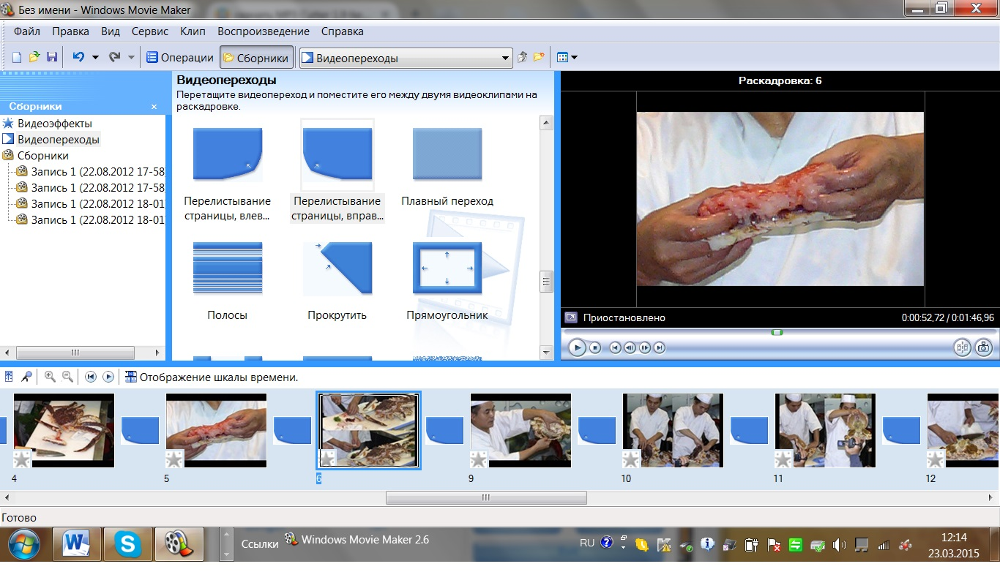 Без имени - Windows Movie Maker
Файл Правка Вид Сервис Клип Воспроизведение Справка
Операции Сборники Видеопереходы
Сборники ×
Видеоэффекты
Видеопереходы
Сборники
Запись 1 (22.08.2012 17-58
Запись 1 (22.08.2012 17-58
Запись 1 (22.08.2012 18-01
Запись 1 (22.08.2012 18-01
Видеопереходы
Перетащите видеопереход и поместите его между двумя видеоклипами на
раскадровке.
Перелистывание
страницы, влев...
Перелистывание
страницы, вправ...
Плавный переход
Полосы
Прокрутить
Прямоугольник
Раскадровка: 6
Приостановлено 0:00:52,72 / 0:01:46,96
Отображение шкалы времени.
4 5 6 9 10 11 12
Готово
Ссылки Windows Movie Maker 2.6 RU 12:14
23.03.2015